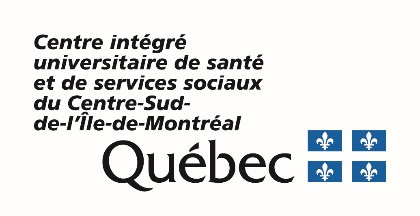 Centre intégré
universitaire de santé
et de services sociaux
du Centre-Sud-
de-l'Île-de-Montréal
Québec